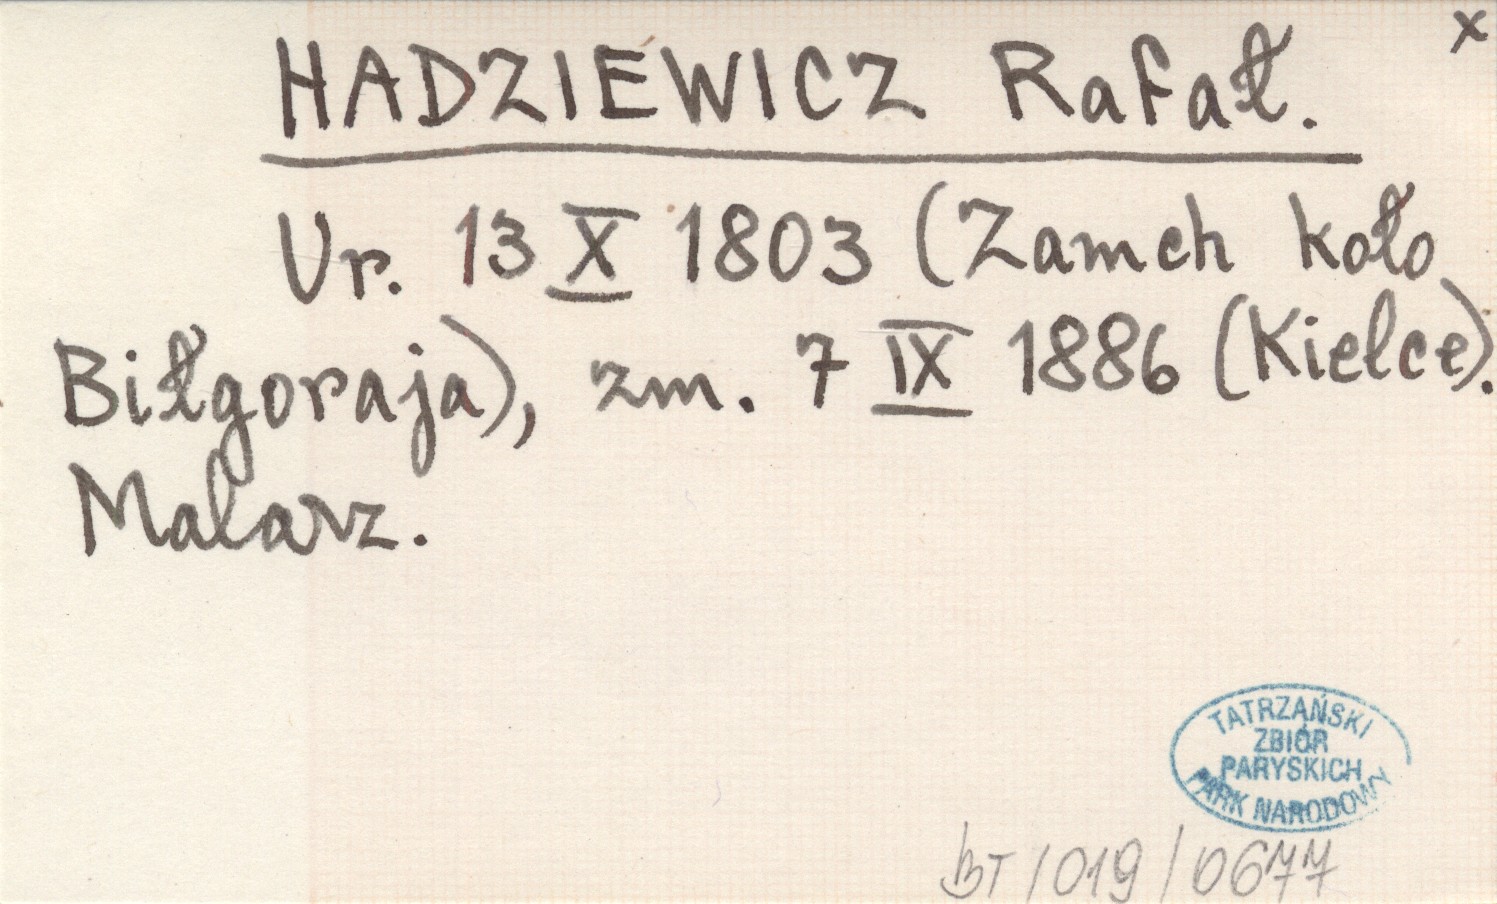 x
HADZIEWICZ Rafał.
Ur. 13 X 1803 (Zamch koło
Biłgoraja), zm. 7 IX 1886 (Kielce).
Malarz.
TATRZAŃSKI
ZBIÓR
PARYSKICH
PARK NARODOWY
BT/019/0677